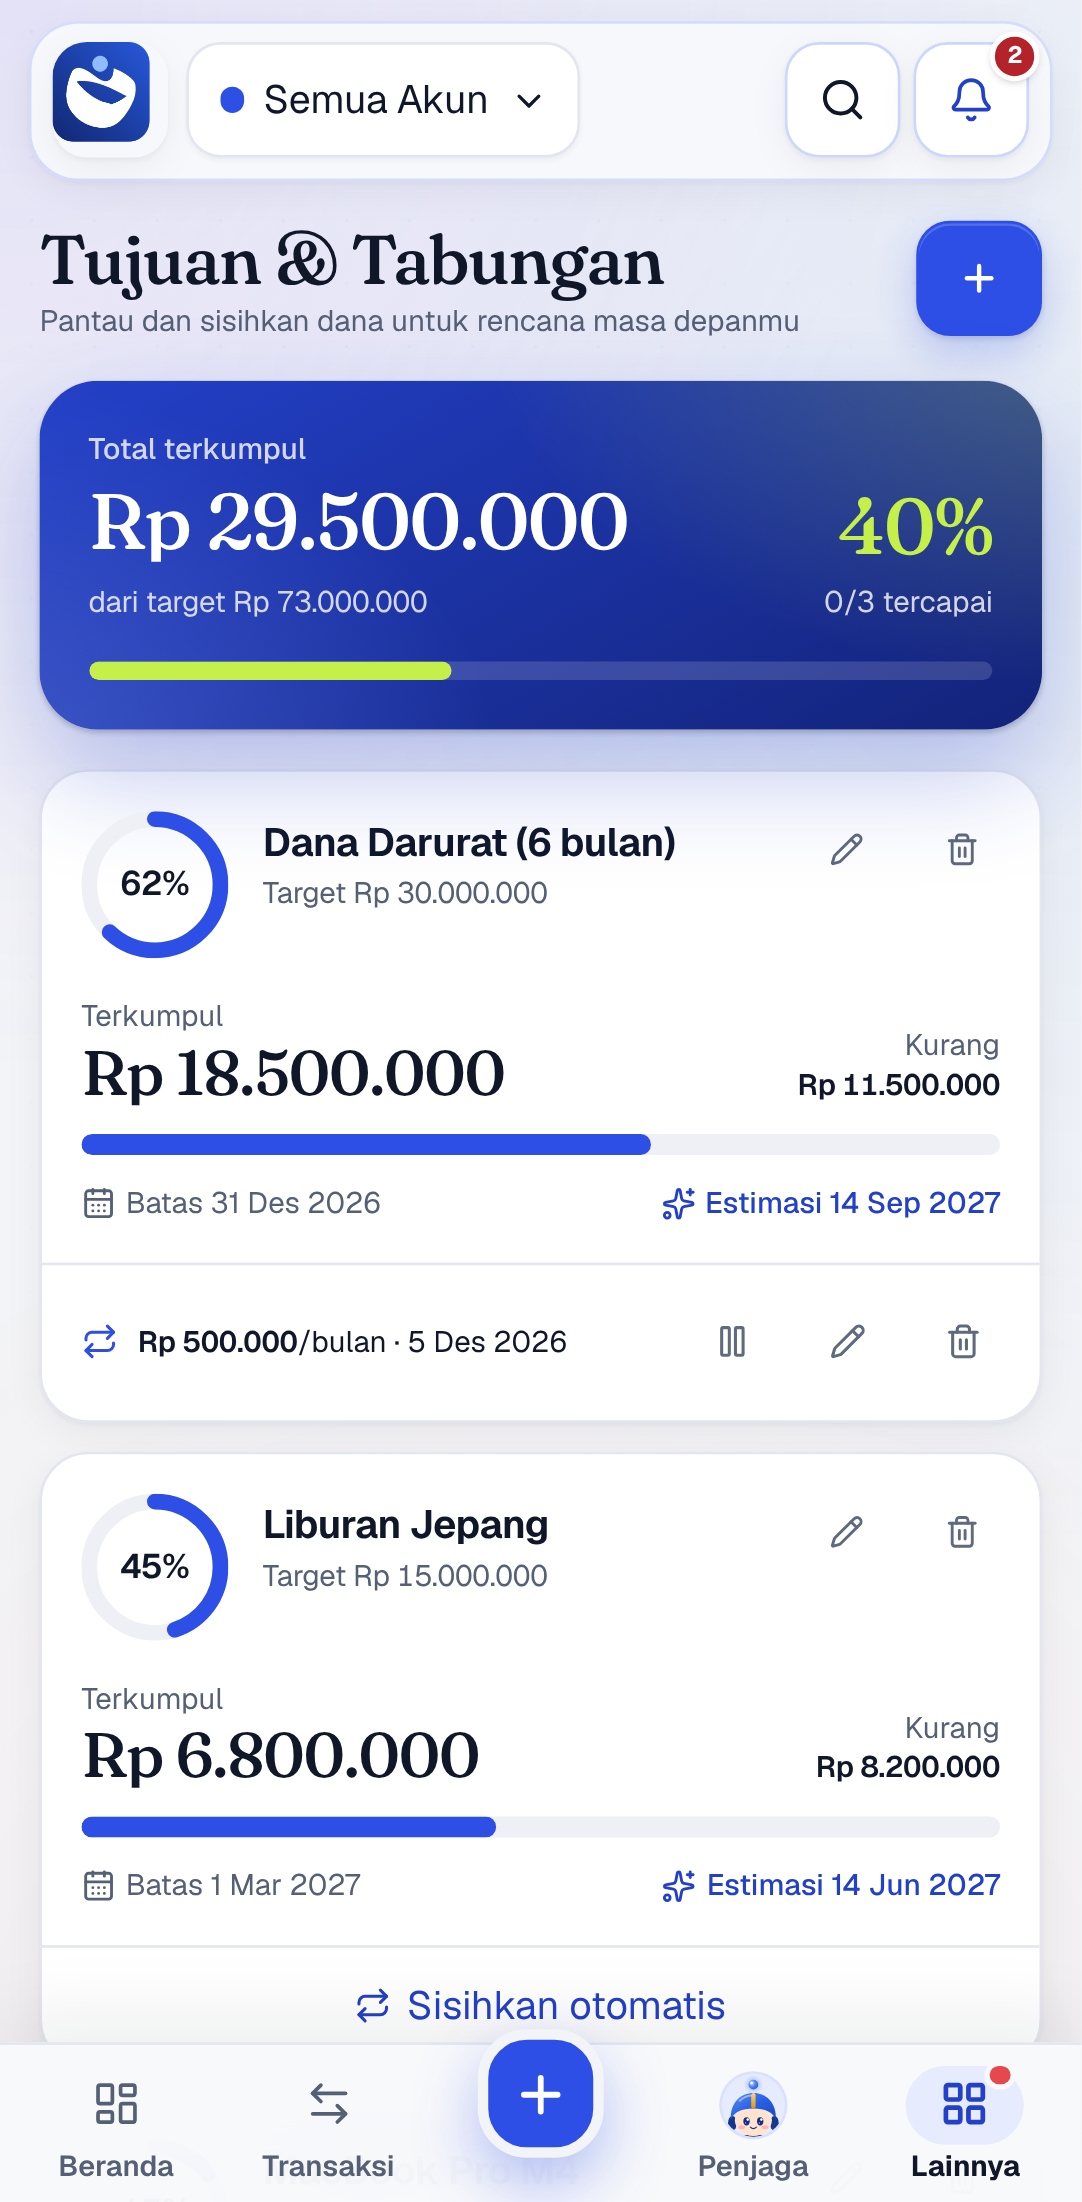 Semua Akun
2
Tujuan & Tabungan
Pantau dan sisihkan dana untuk rencana masa depanmu
Total terkumpul
Rp 29.500.000
40%
dari target Rp 73.000.000
0/3 tercapai
62%
Dana Darurat (6 bulan)
Target Rp 30.000.000
Terkumpul
Rp 18.500.000
Kurang
Rp 11.500.000
Batas 31 Des 2026
Estimasi 14 Sep 2027
Rp 500.000/bulan · 5 Des 2026
45%
Liburan Jepang
Target Rp 15.000.000
Terkumpul
Rp 6.800.000
Kurang
Rp 8.200.000
Batas 1 Mar 2027
Estimasi 14 Jun 2027
Sisihkan otomatis
Beranda
Transaksi
Penjaga
Lainnya